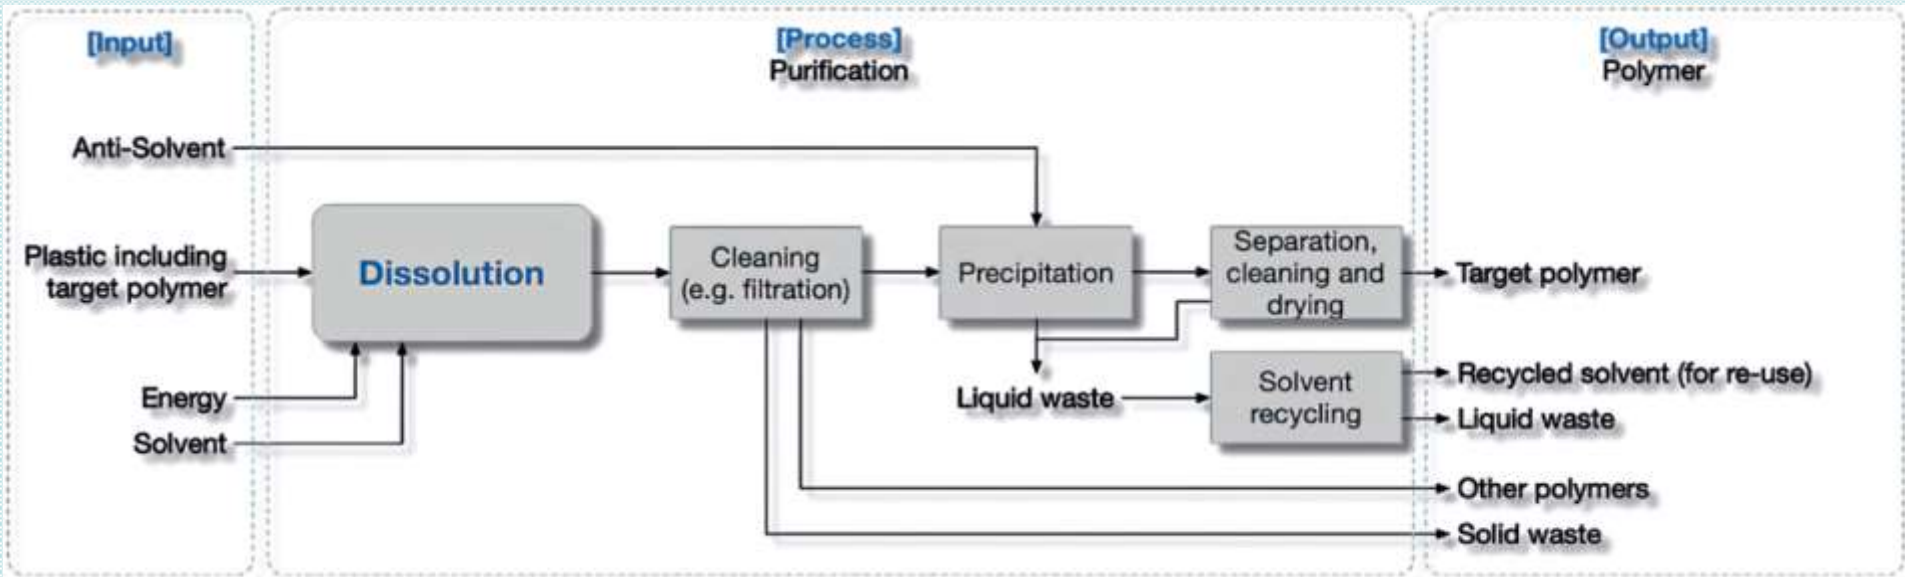 [Input]
[Process]
Purification
[Output]
Polymer
Anti-Solvent
Plastic including
target polymer
Dissolution
Cleaning
(e.g. filtration)
Precipitation
Separation,
cleaning and
drying
Target polymer
Energy
Solvent
Liquid waste
Solvent
recycling
Recycled solvent (for re-use)
Liquid waste
Other polymers
Solid waste